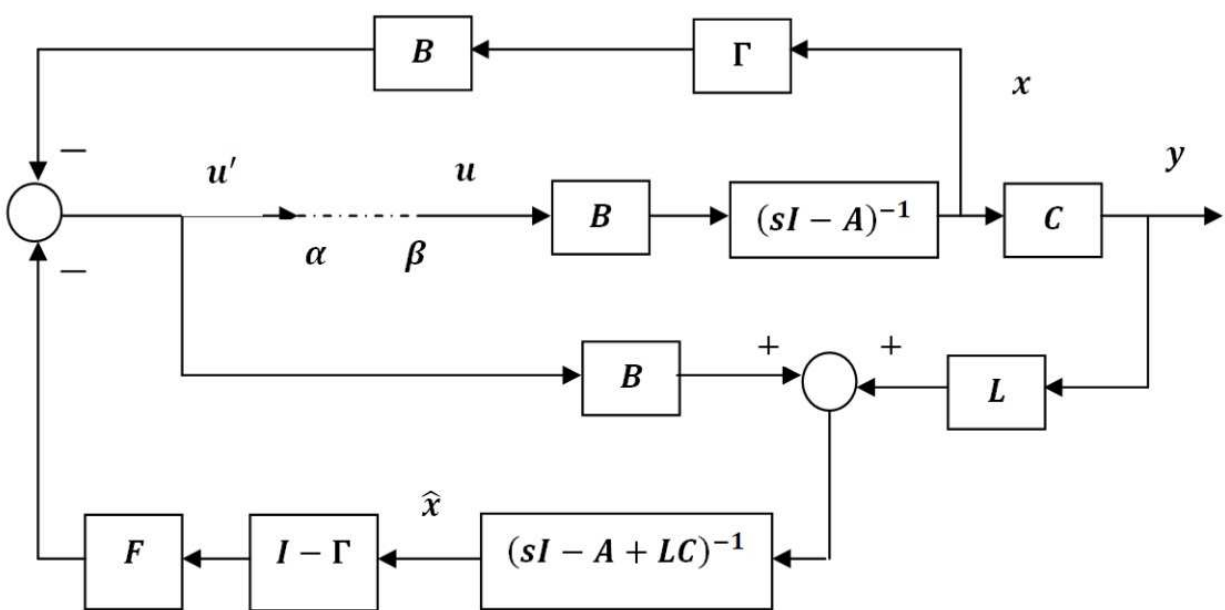 B Γ
x
− u′ u y
B (sI − A)⁻¹ C
− α β
+ +
B L
x̂
F I − Γ (sI − A + LC)⁻¹